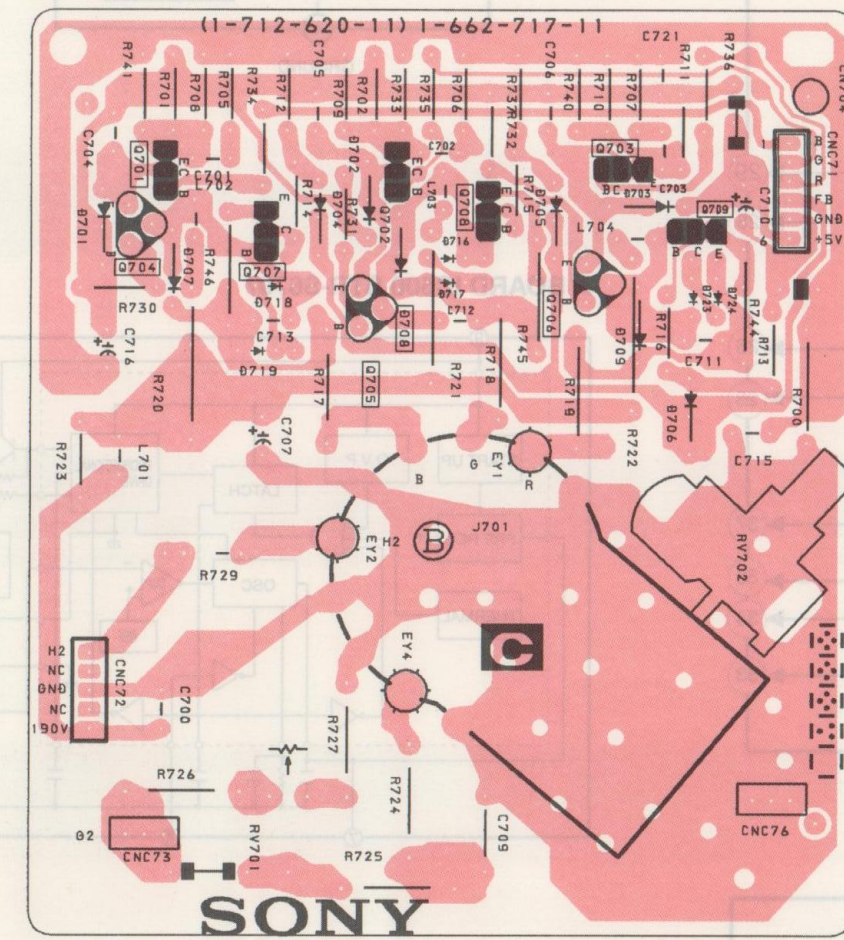 (1-712-620-11) 1-662-717-11
R741
R701
R708
R705
R734
R712
C705
R709
R702
R733
R735
R706
R737
R732
C706
R740
R710
R707
C721
R711
R736
CN704
C704
Q701
E
C
B
C701
L702
D702
E
C
B
C702
L703
Q708
E
C
B
R715
D705
Q703
B
C
E
D703
C703
Q709
B
C
E
C710
CNC71
1
6
B
G
R
FB
GND
+5V
D701
B
Q704
D707
R746
B
E
C
Q707
R714
D704
R731
Q702
D716
D717
C712
L704
E
B
Q706
D718
C713
D719
E
B
D708
R745
D709
R716
D723
D724
C711
R744
R713
R730
C716
R720
R717
Q705
R721
R718
R719
D706
R700
R723
L701
C707
B
G
R
EY1
R722
C715
R729
EY2
H2
B
J701
RV702
EY4
C
H2
NC
GND
NC
190V
CNC72
C700
R726
R727
R724
C709
CNC76
G2
CNC73
RV701
R725
SONY